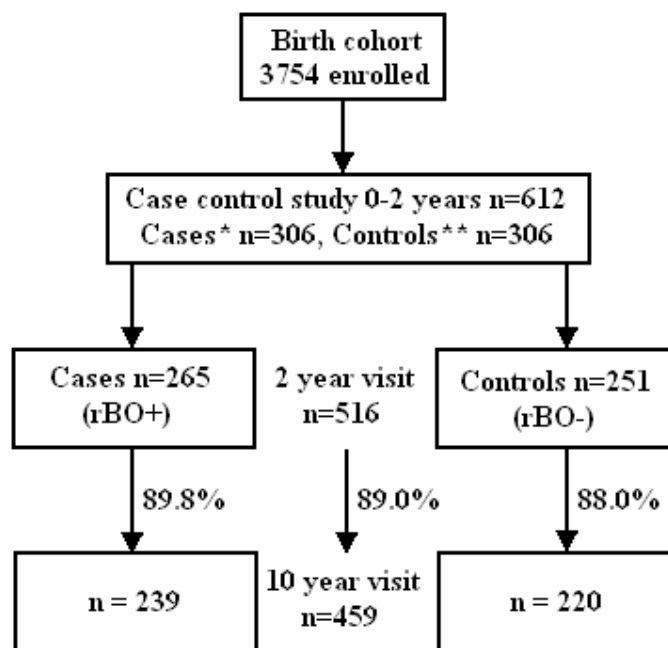 Birth cohort
3754 enrolled
Case control study 0-2 years n=612
Cases* n=306, Controls** n=306
Cases n=265
(rBO+)
2 year visit
n=516
Controls n=251
(rBO-)
89.8%
89.0%
88.0%
n = 239
10 year visit
n=459
n = 220